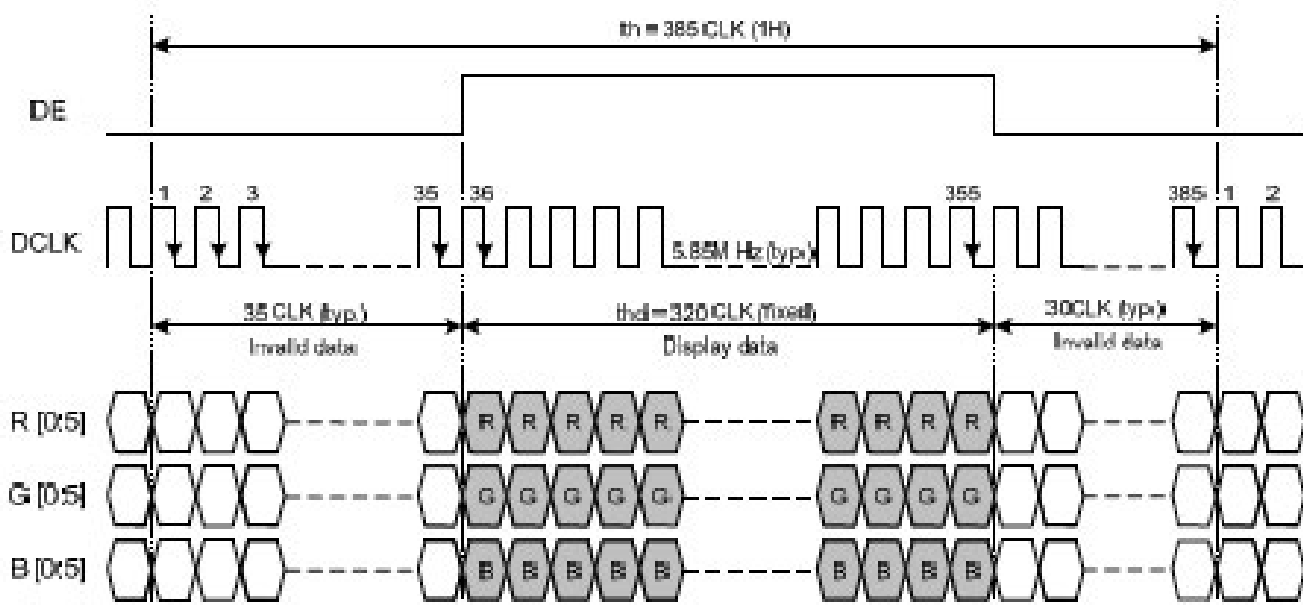 th = 385 CLK (1H)
DE
1 2 3 35 36 355 385 1 2
DCLK
5.85M Hz (typ.)
35 CLK (typ.) thd = 320 CLK (fixed) 30CLK (typ.)
Invalid data Display data Invalid data
R [0:5] R R R R R R R R R
G [0:5] G G G G G G G G G
B [0:5] B B B B B B B B B